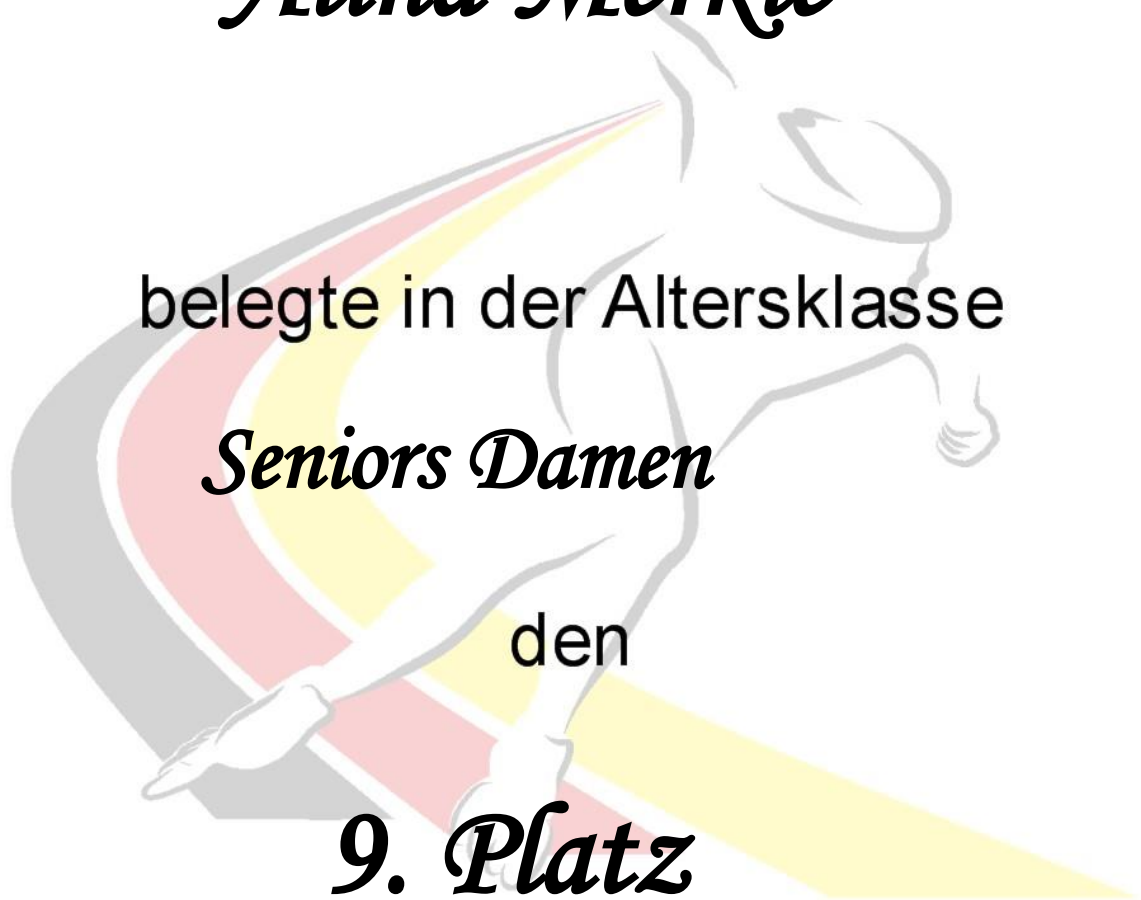 belegte in der Altersklasse
Seniors Damen
den
9. Platz